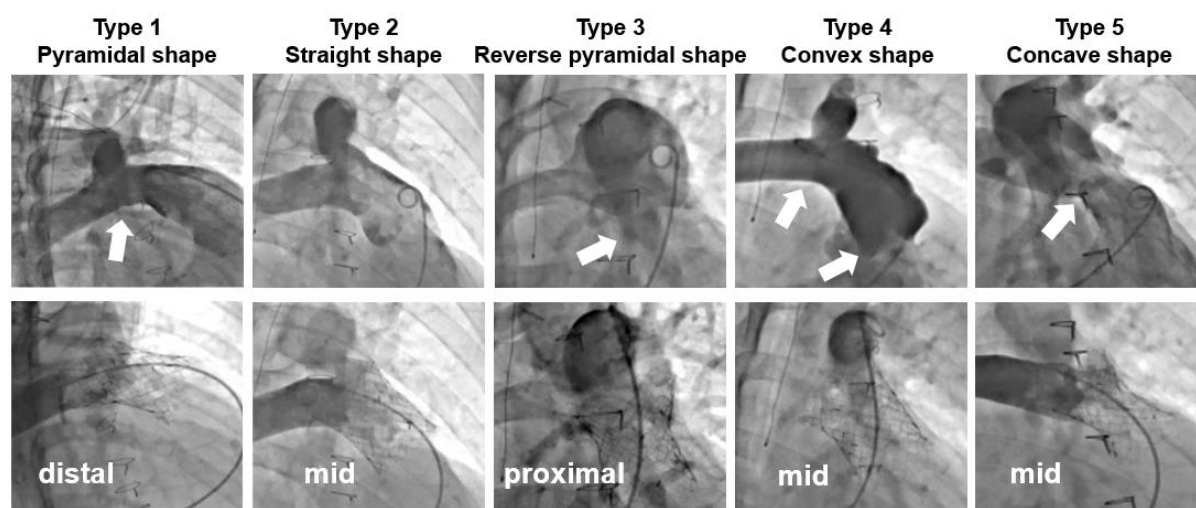 Type 1
Pyramidal shape
Type 2
Straight shape
Type 3
Reverse pyramidal shape
Type 4
Convex shape
Type 5
Concave shape
distal
mid
proximal
mid
mid